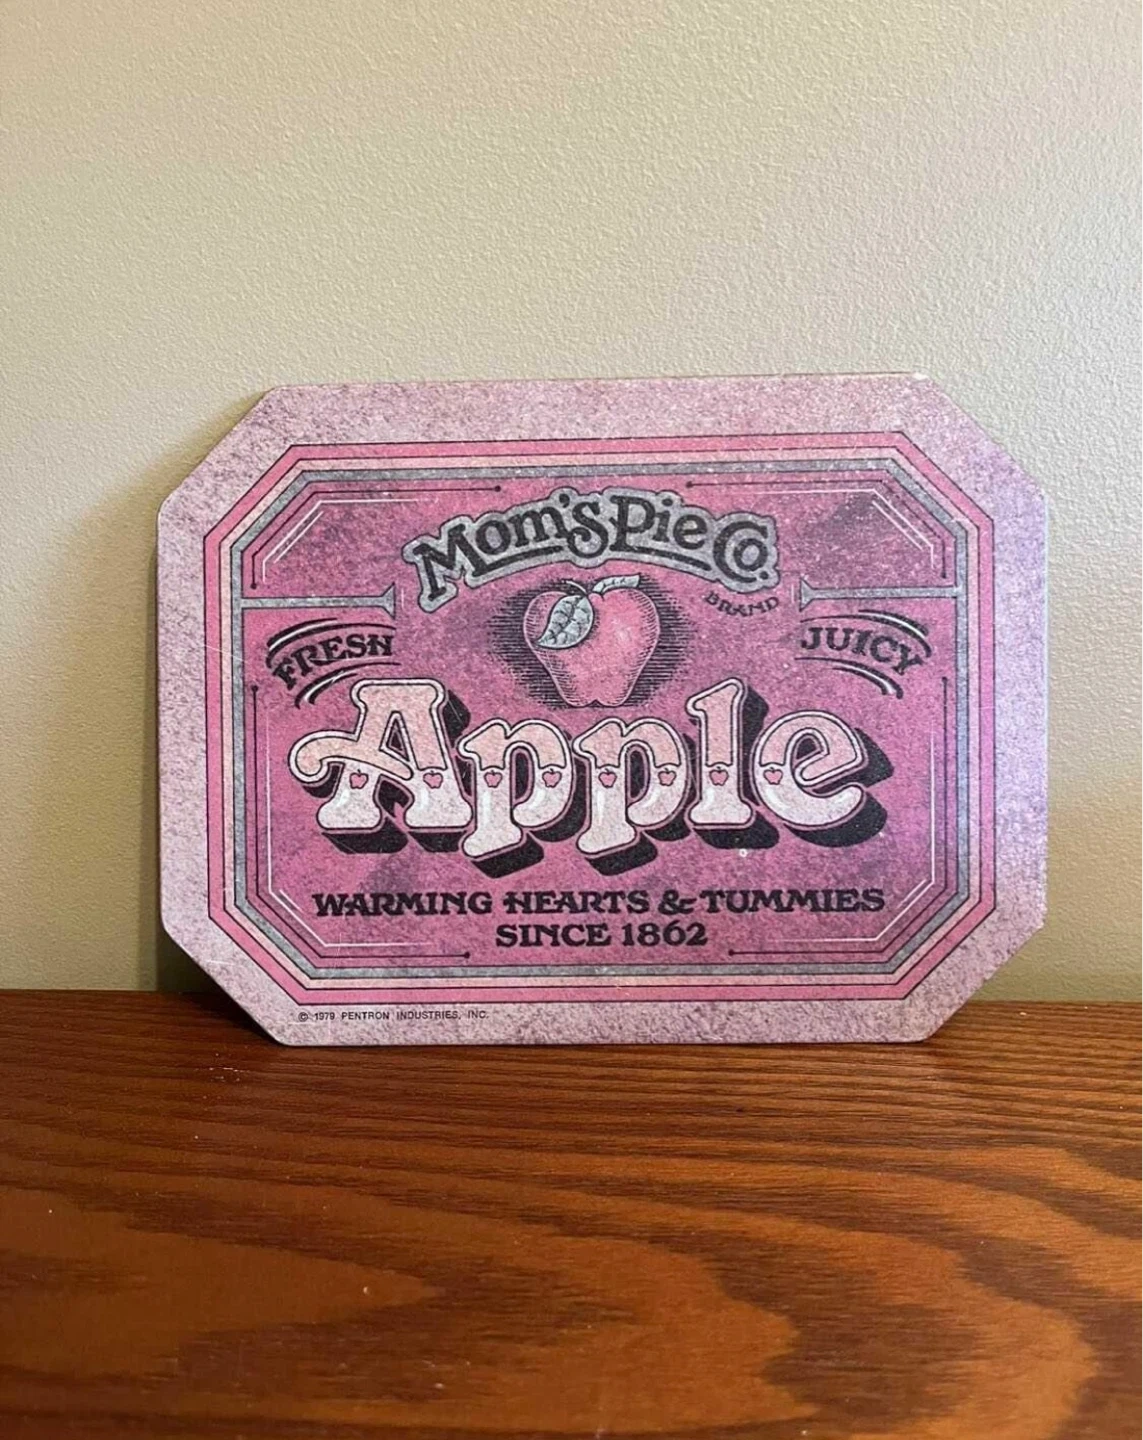 Mom's Pie Co.
BRAND
FRESH
JUICY
Apple
WARMING HEARTS & TUMMIES
SINCE 1862
© 1979 PENTRON INDUSTRIES, INC.